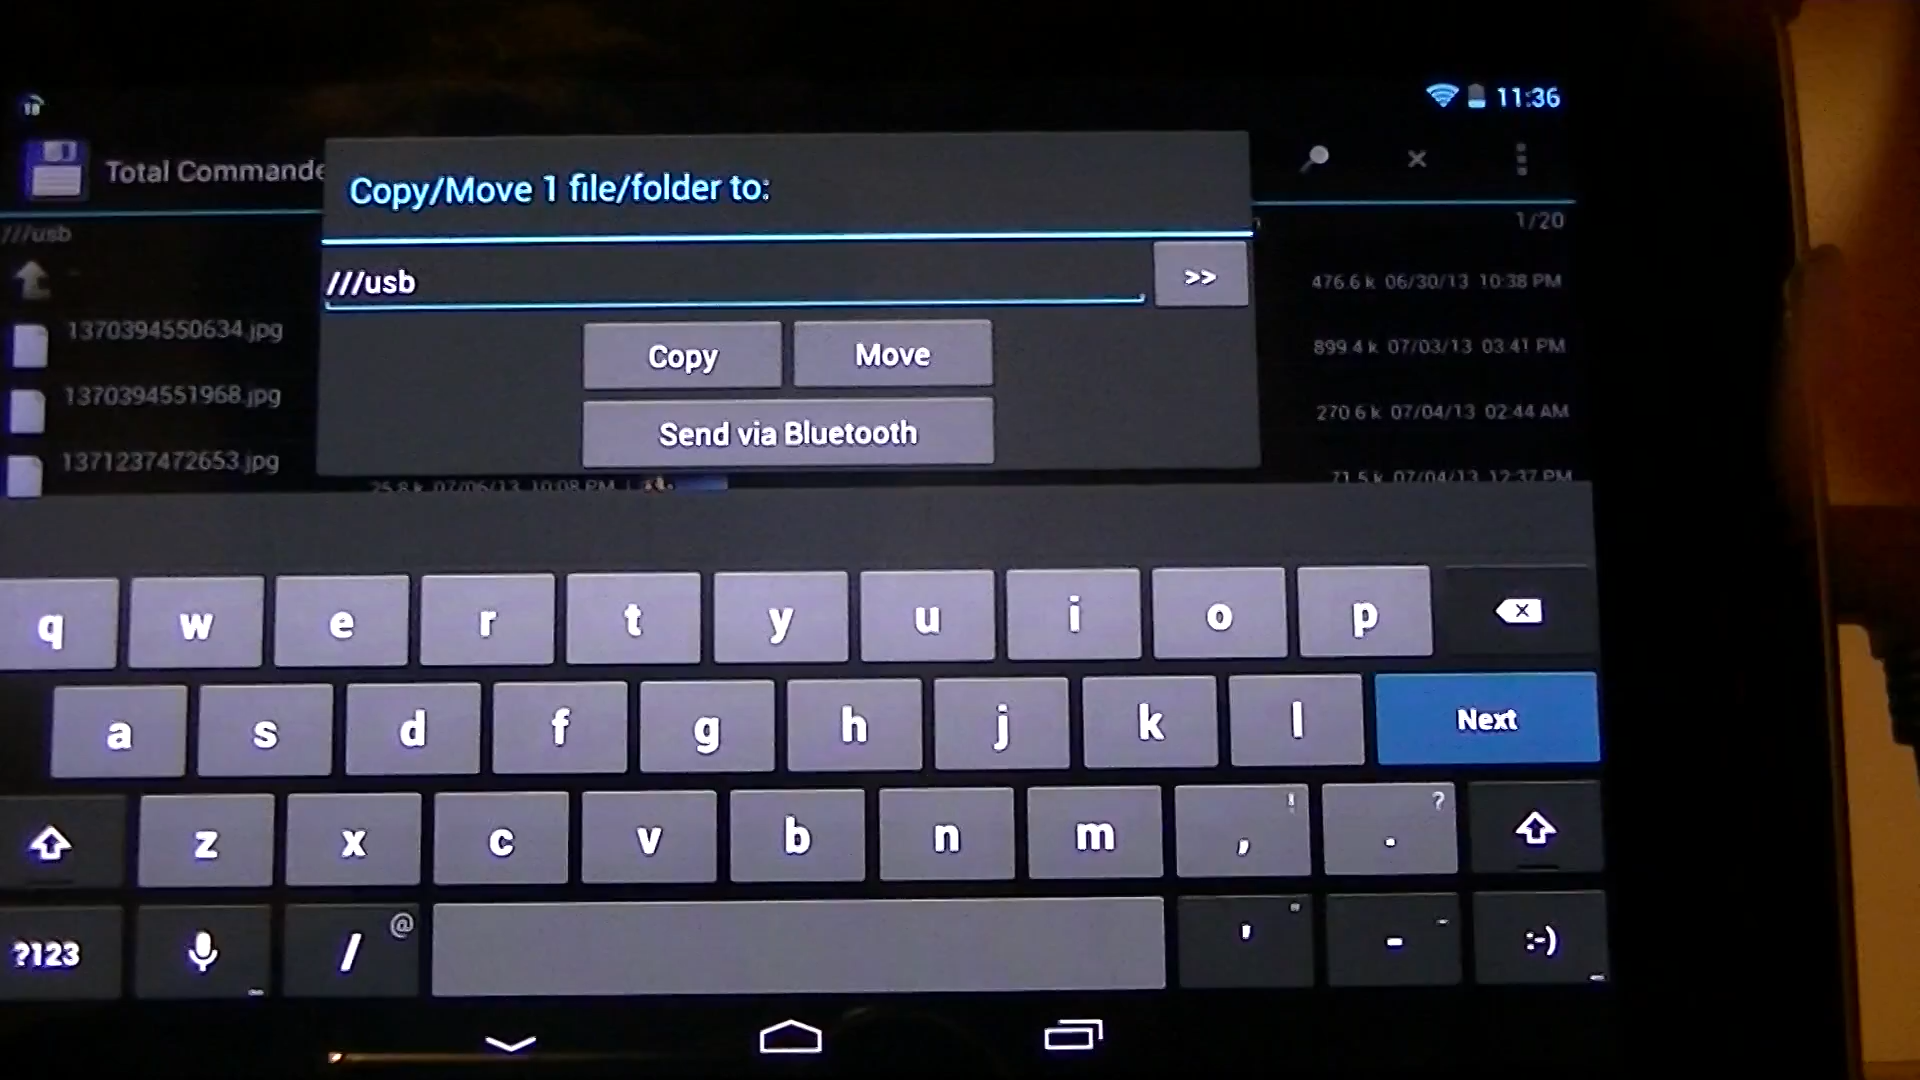 11:36
Total Commande
Copy/Move 1 file/folder to:
///usb
1/20
///usb
>>
476.6 k 06/30/13 10:38 PM
1370394550634.jpg
Copy
Move
899.4 k 07/03/13 03:41 PM
1370394551968.jpg
270.6 k 07/04/13 02:44 AM
Send via Bluetooth
1371237472653.jpg
71.5 k 07/04/13 12:37 PM
25.8 k 07/06/13 10:08 PM
q w e r t y u i o p
a s d f g h j k l Next
z x c v b n m , ! . ?
?123 / @ ' " - _ :-)